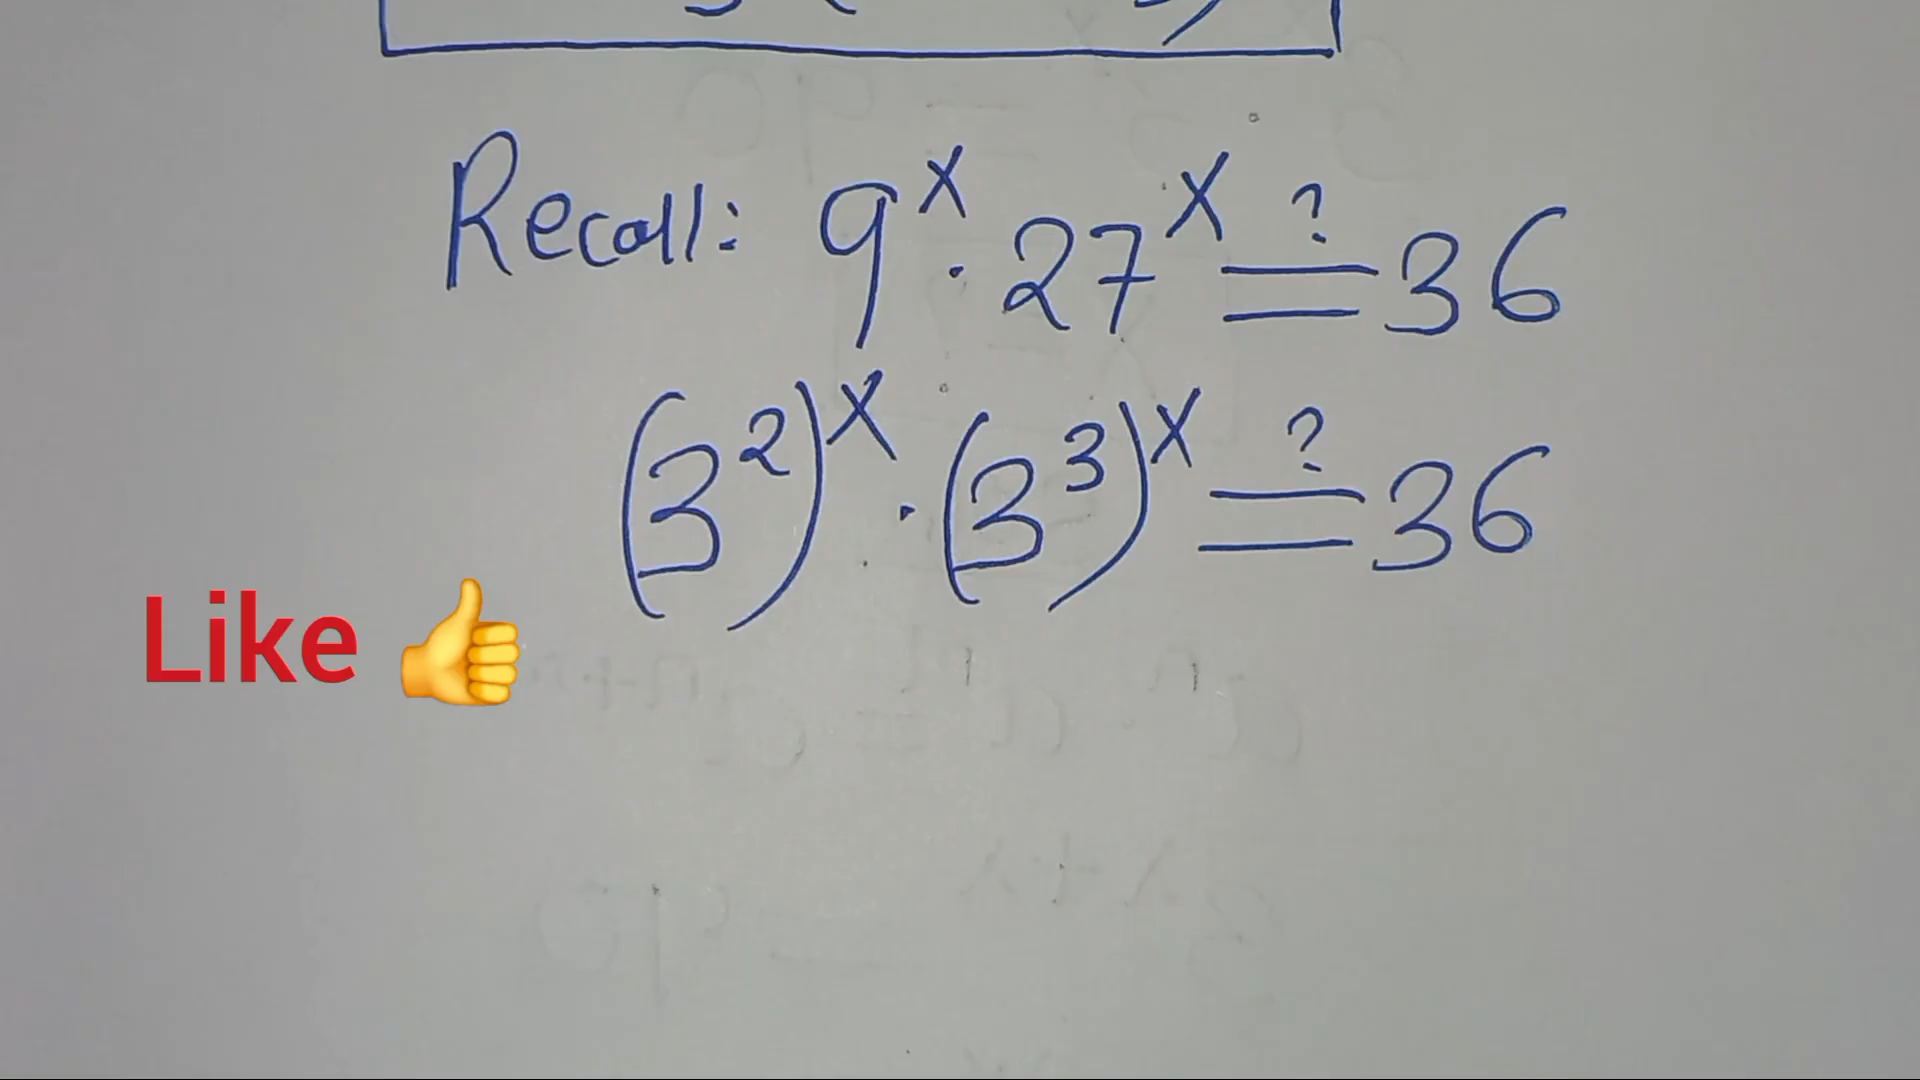 Recall: 9^x · 27^x ≟ 36
(3^2)^x · (3^3)^x ≟ 36
Like 👍